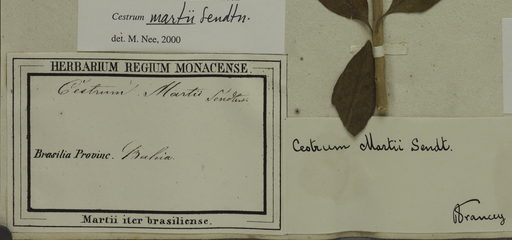 Cestrum martii Sendtn.
det. M. Nee, 2000
HERBARIUM REGIUM MONACENSE.
Cestrum Martii Sendtn.
Brasilia Provinc. Bahia.
Martii iter brasiliense.
Cestrum Martii Sendt.
Francey